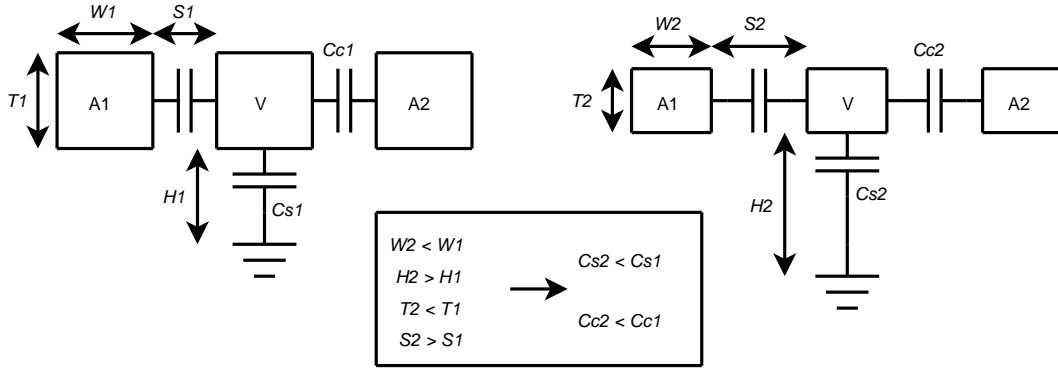 W1
S1
Cc1
T1
A1
V
A2
H1
Cs1
W2
S2
Cc2
T2
A1
V
A2
H2
Cs2
W2 < W1
H2 > H1
T2 < T1
S2 > S1
Cs2 < Cs1
Cc2 < Cc1